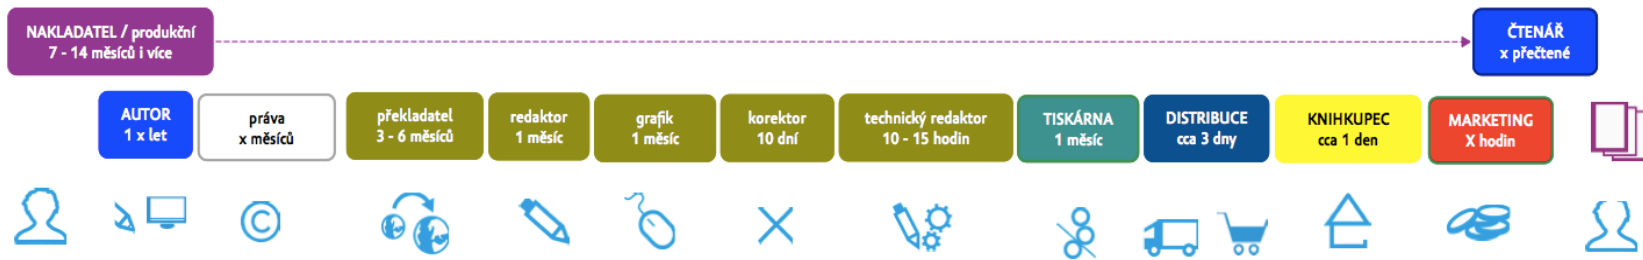 NAKLADATEL / produkční
7 - 14 měsíců i více
ČTENÁŘ
x přečtené
AUTOR
1 x let
práva
x měsíců
překladatel
3 - 6 měsíců
redaktor
1 měsíc
grafik
1 měsíc
korektor
10 dní
technický redaktor
10 - 15 hodin
TISKÁRNA
1 měsíc
DISTRIBUCE
cca 3 dny
KNIHKUPEC
cca 1 den
MARKETING
X hodin
©